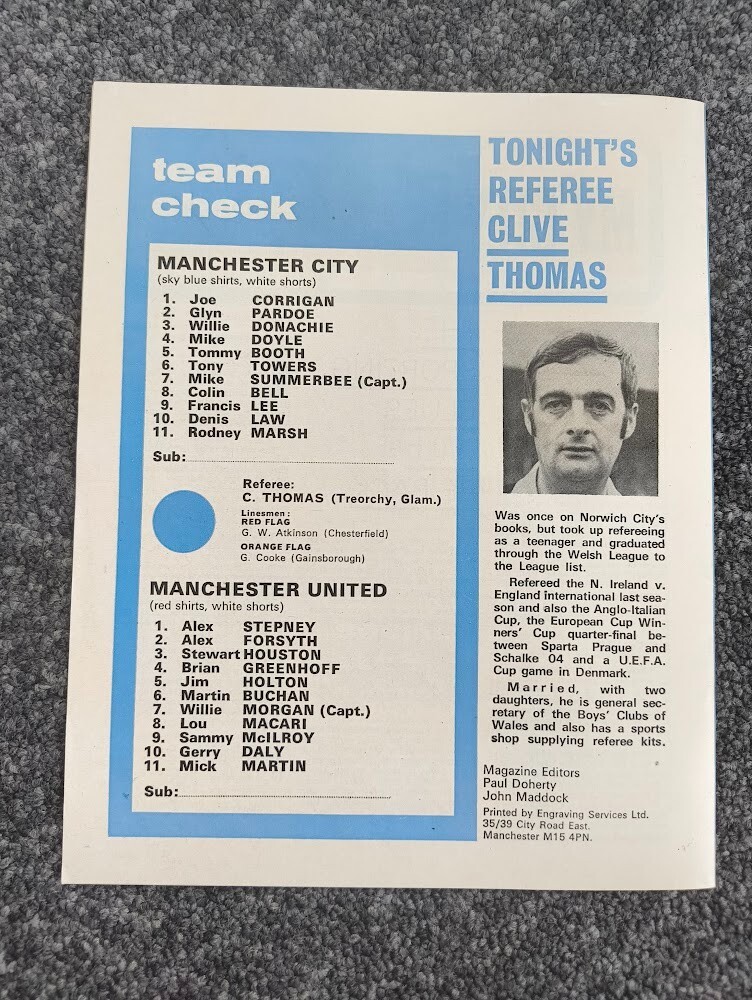 team
check
MANCHESTER CITY
(sky blue shirts, white shorts)
1. Joe CORRIGAN
2. Glyn PARDOE
3. Willie DONACHIE
4. Mike DOYLE
5. Tommy BOOTH
6. Tony TOWERS
7. Mike SUMMERBEE (Capt.)
8. Colin BELL
9. Francis LEE
10. Denis LAW
11. Rodney MARSH
Sub:
Referee:
C. THOMAS (Treorchy, Glam.)
Linesmen:
RED FLAG
G. W. Atkinson (Chesterfield)
ORANGE FLAG
G. Cooke (Gainsborough)
MANCHESTER UNITED
(red shirts, white shorts)
1. Alex STEPNEY
2. Alex FORSYTH
3. Stewart HOUSTON
4. Brian GREENHOFF
5. Jim HOLTON
6. Martin BUCHAN
7. Willie MORGAN (Capt.)
8. Lou MACARI
9. Sammy McILROY
10. Gerry DALY
11. Mick MARTIN
Sub:
TONIGHT'S
REFEREE
CLIVE
THOMAS
Was once on Norwich City's
books, but took up refereeing
as a teenager and graduated
through the Welsh League to
the League list.
Refereed the N. Ireland v.
England international last sea-
son and also the Anglo-Italian
Cup, the European Cup Win-
ners' Cup quarter-final be-
tween Sparta Prague and
Schalke 04 and a U.E.F.A.
Cup game in Denmark.
Married, with two
daughters, he is general sec-
retary of the Boys' Clubs of
Wales and also has a sports
shop supplying referee kits.
Magazine Editors
Paul Doherty
John Maddock
Printed by Engraving Services Ltd.
35/39 City Road East.
Manchester M15 4PN.